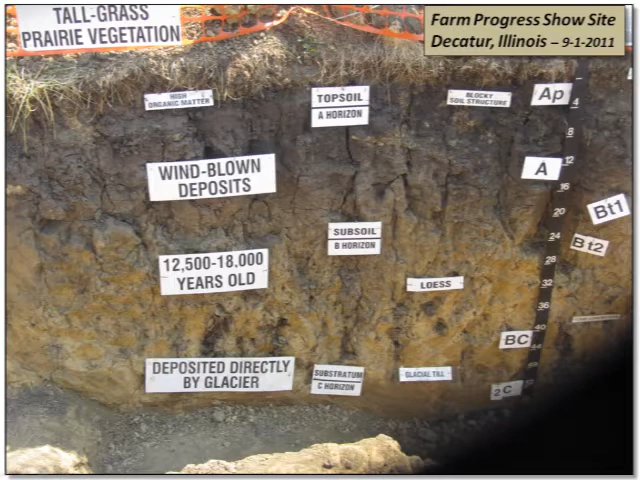 TALL-GRASS
PRAIRIE VEGETATION
Farm Progress Show Site
Decatur, Illinois – 9-1-2011
HIGH
ORGANIC MATTER
TOPSOIL
A HORIZON
BLOCKY
SOIL STRUCTURE
Ap
4
8
WIND-BLOWN
DEPOSITS
A
12
16
20
Bt1
SUBSOIL
B HORIZON
24
Bt2
12,500-18,000
YEARS OLD
LOESS
28
32
36
40
BC
44
DEPOSITED DIRECTLY
BY GLACIER
SUBSTRATUM
C HORIZON
GLACIAL TILL
2C